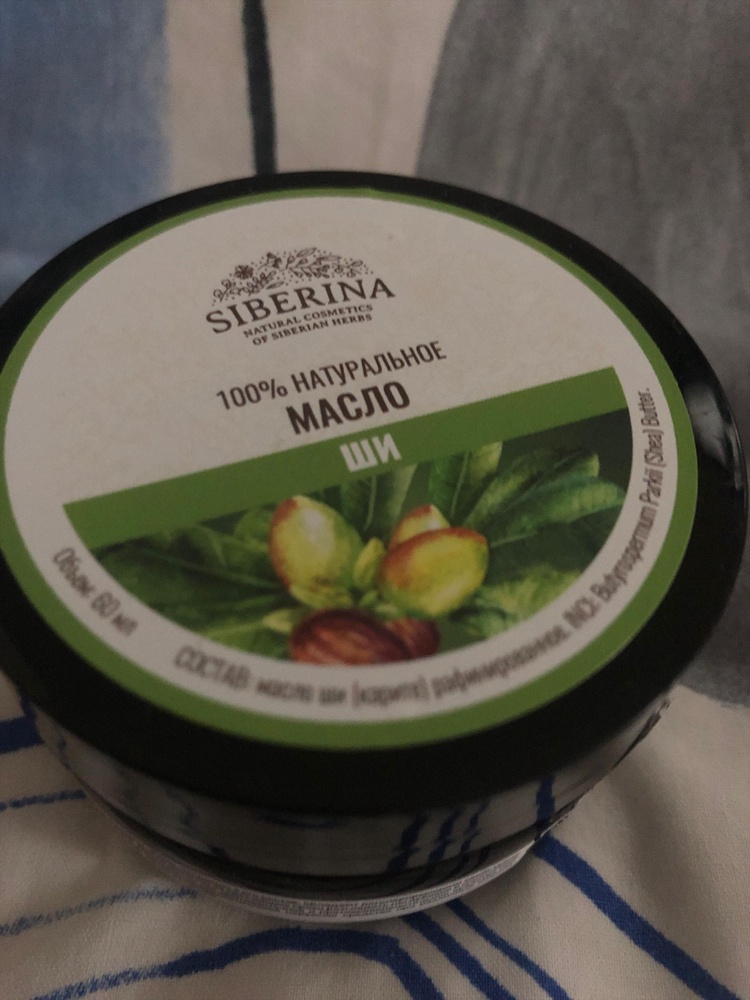 SIBERINA
NATURAL COSMETICS
OF SIBERIAN HERBS
100% НАТУРАЛЬНОЕ
МАСЛО
ШИ
Объем: 60 мл
СОСТАВ: масло ши (карите) рафинированное. INCI: Butyrospermum Parkii (Shea) Butter.